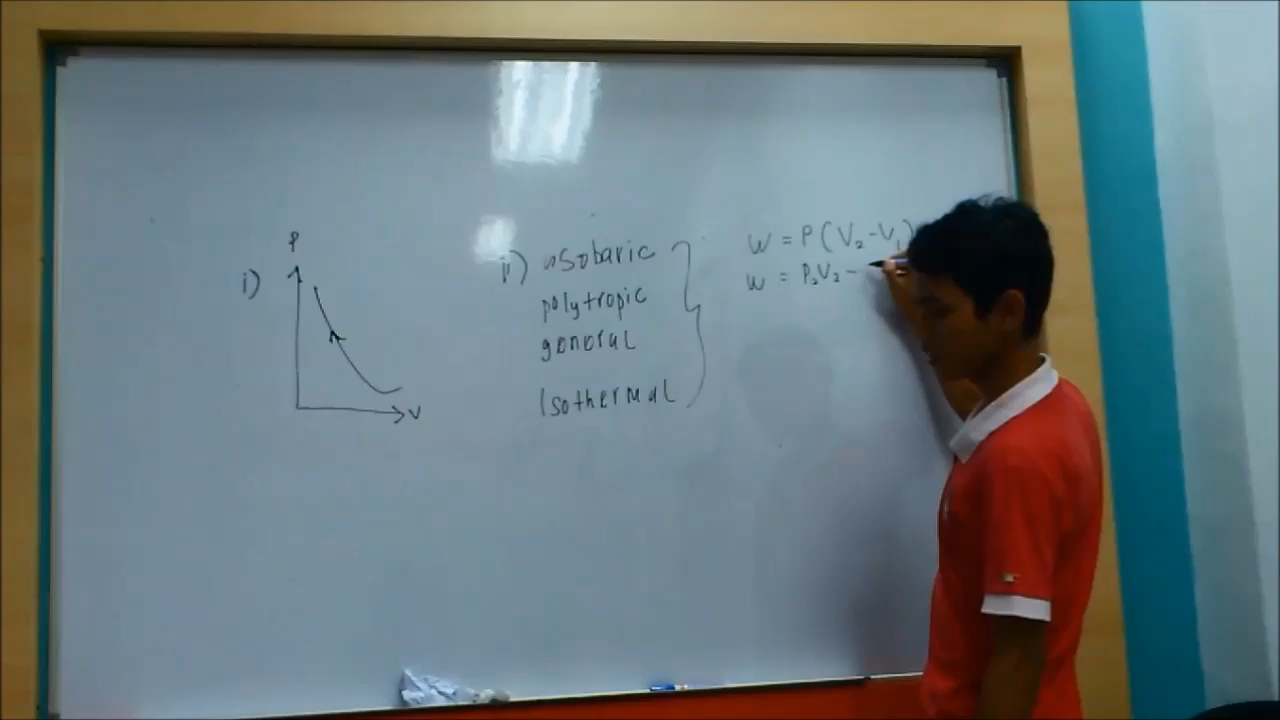 P
i)
V
ii) isobaric
polytropic
general
Isothermal
W = P(V₂-V₁)
W = P₂V₂ -